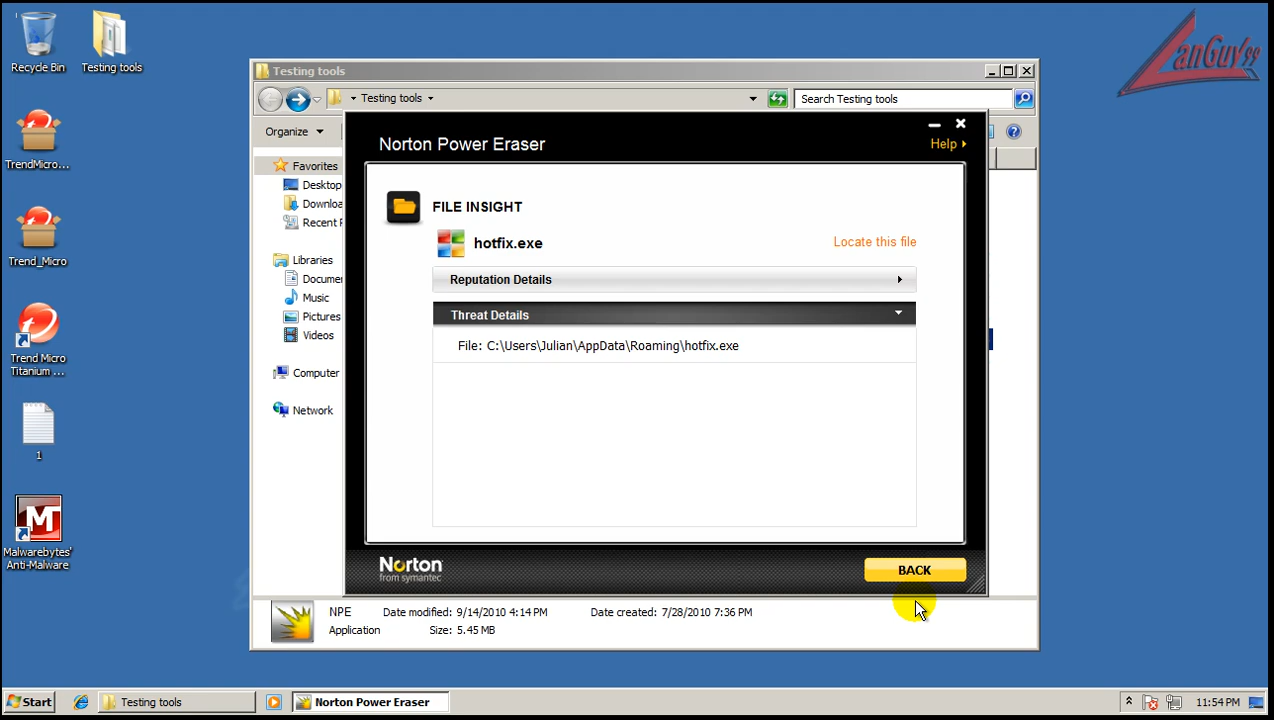 Recycle Bin
Testing tools
TrendMicro...
Trend_Micro
Trend Micro
Titanium ...
1
Malwarebytes'
Anti-Malware
LanGuy99
Testing tools
Testing tools
Search Testing tools
Organize
Favorites
Desktop
Downloa
Recent P
Libraries
Documer
Music
Pictures
Videos
Computer
Network
Norton Power Eraser
Help
FILE INSIGHT
hotfix.exe
Locate this file
Reputation Details
Threat Details
File: C:\Users\Julian\AppData\Roaming\hotfix.exe
Norton
from symantec
BACK
NPE
Date modified: 9/14/2010 4:14 PM
Date created: 7/28/2010 7:36 PM
Application
Size: 5.45 MB
Start
Testing tools
Norton Power Eraser
11:54 PM